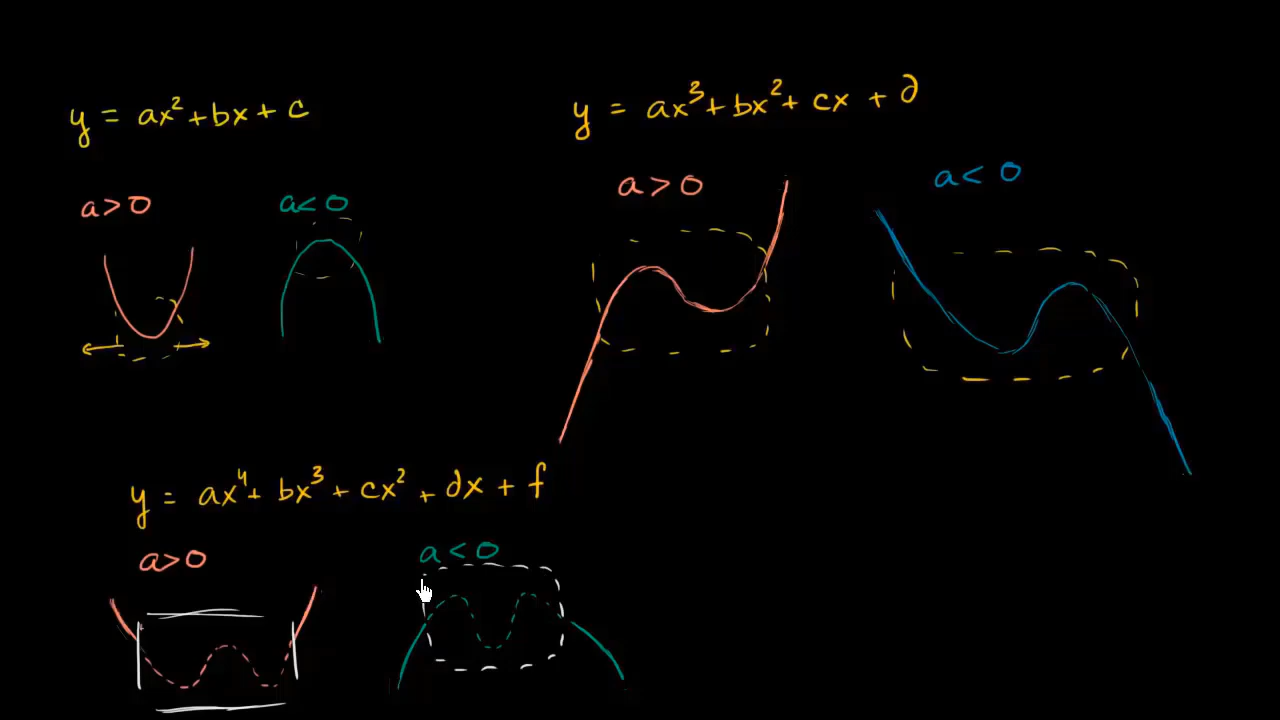 y = ax²+bx+c
a>0
a<0
y = ax³+bx²+cx+d
a>0
a<0
y = ax⁴+bx³+cx²+dx+f
a>0
a<0